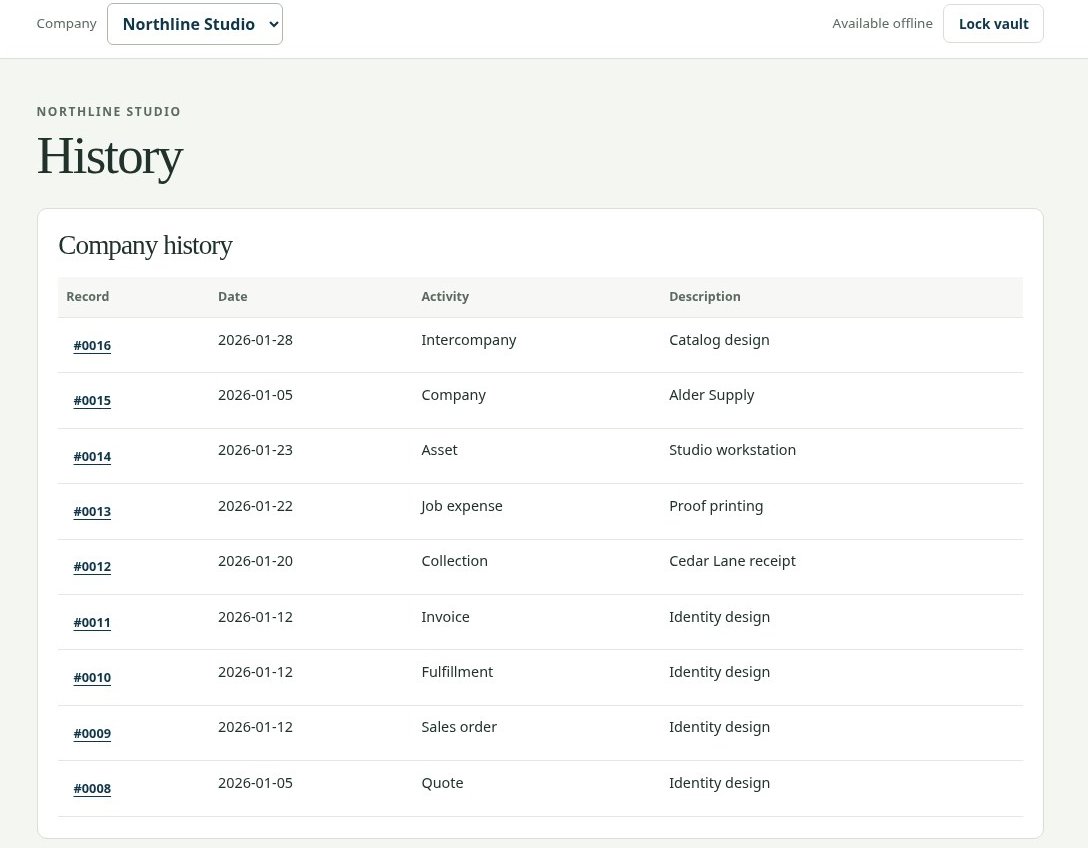 Company Northline Studio Available offline Lock vault
NORTHLINE STUDIO
History
Company history
Record Date Activity Description
#0016 2026-01-28 Intercompany Catalog design
#0015 2026-01-05 Company Alder Supply
#0014 2026-01-23 Asset Studio workstation
#0013 2026-01-22 Job expense Proof printing
#0012 2026-01-20 Collection Cedar Lane receipt
#0011 2026-01-12 Invoice Identity design
#0010 2026-01-12 Fulfillment Identity design
#0009 2026-01-12 Sales order Identity design
#0008 2026-01-05 Quote Identity design